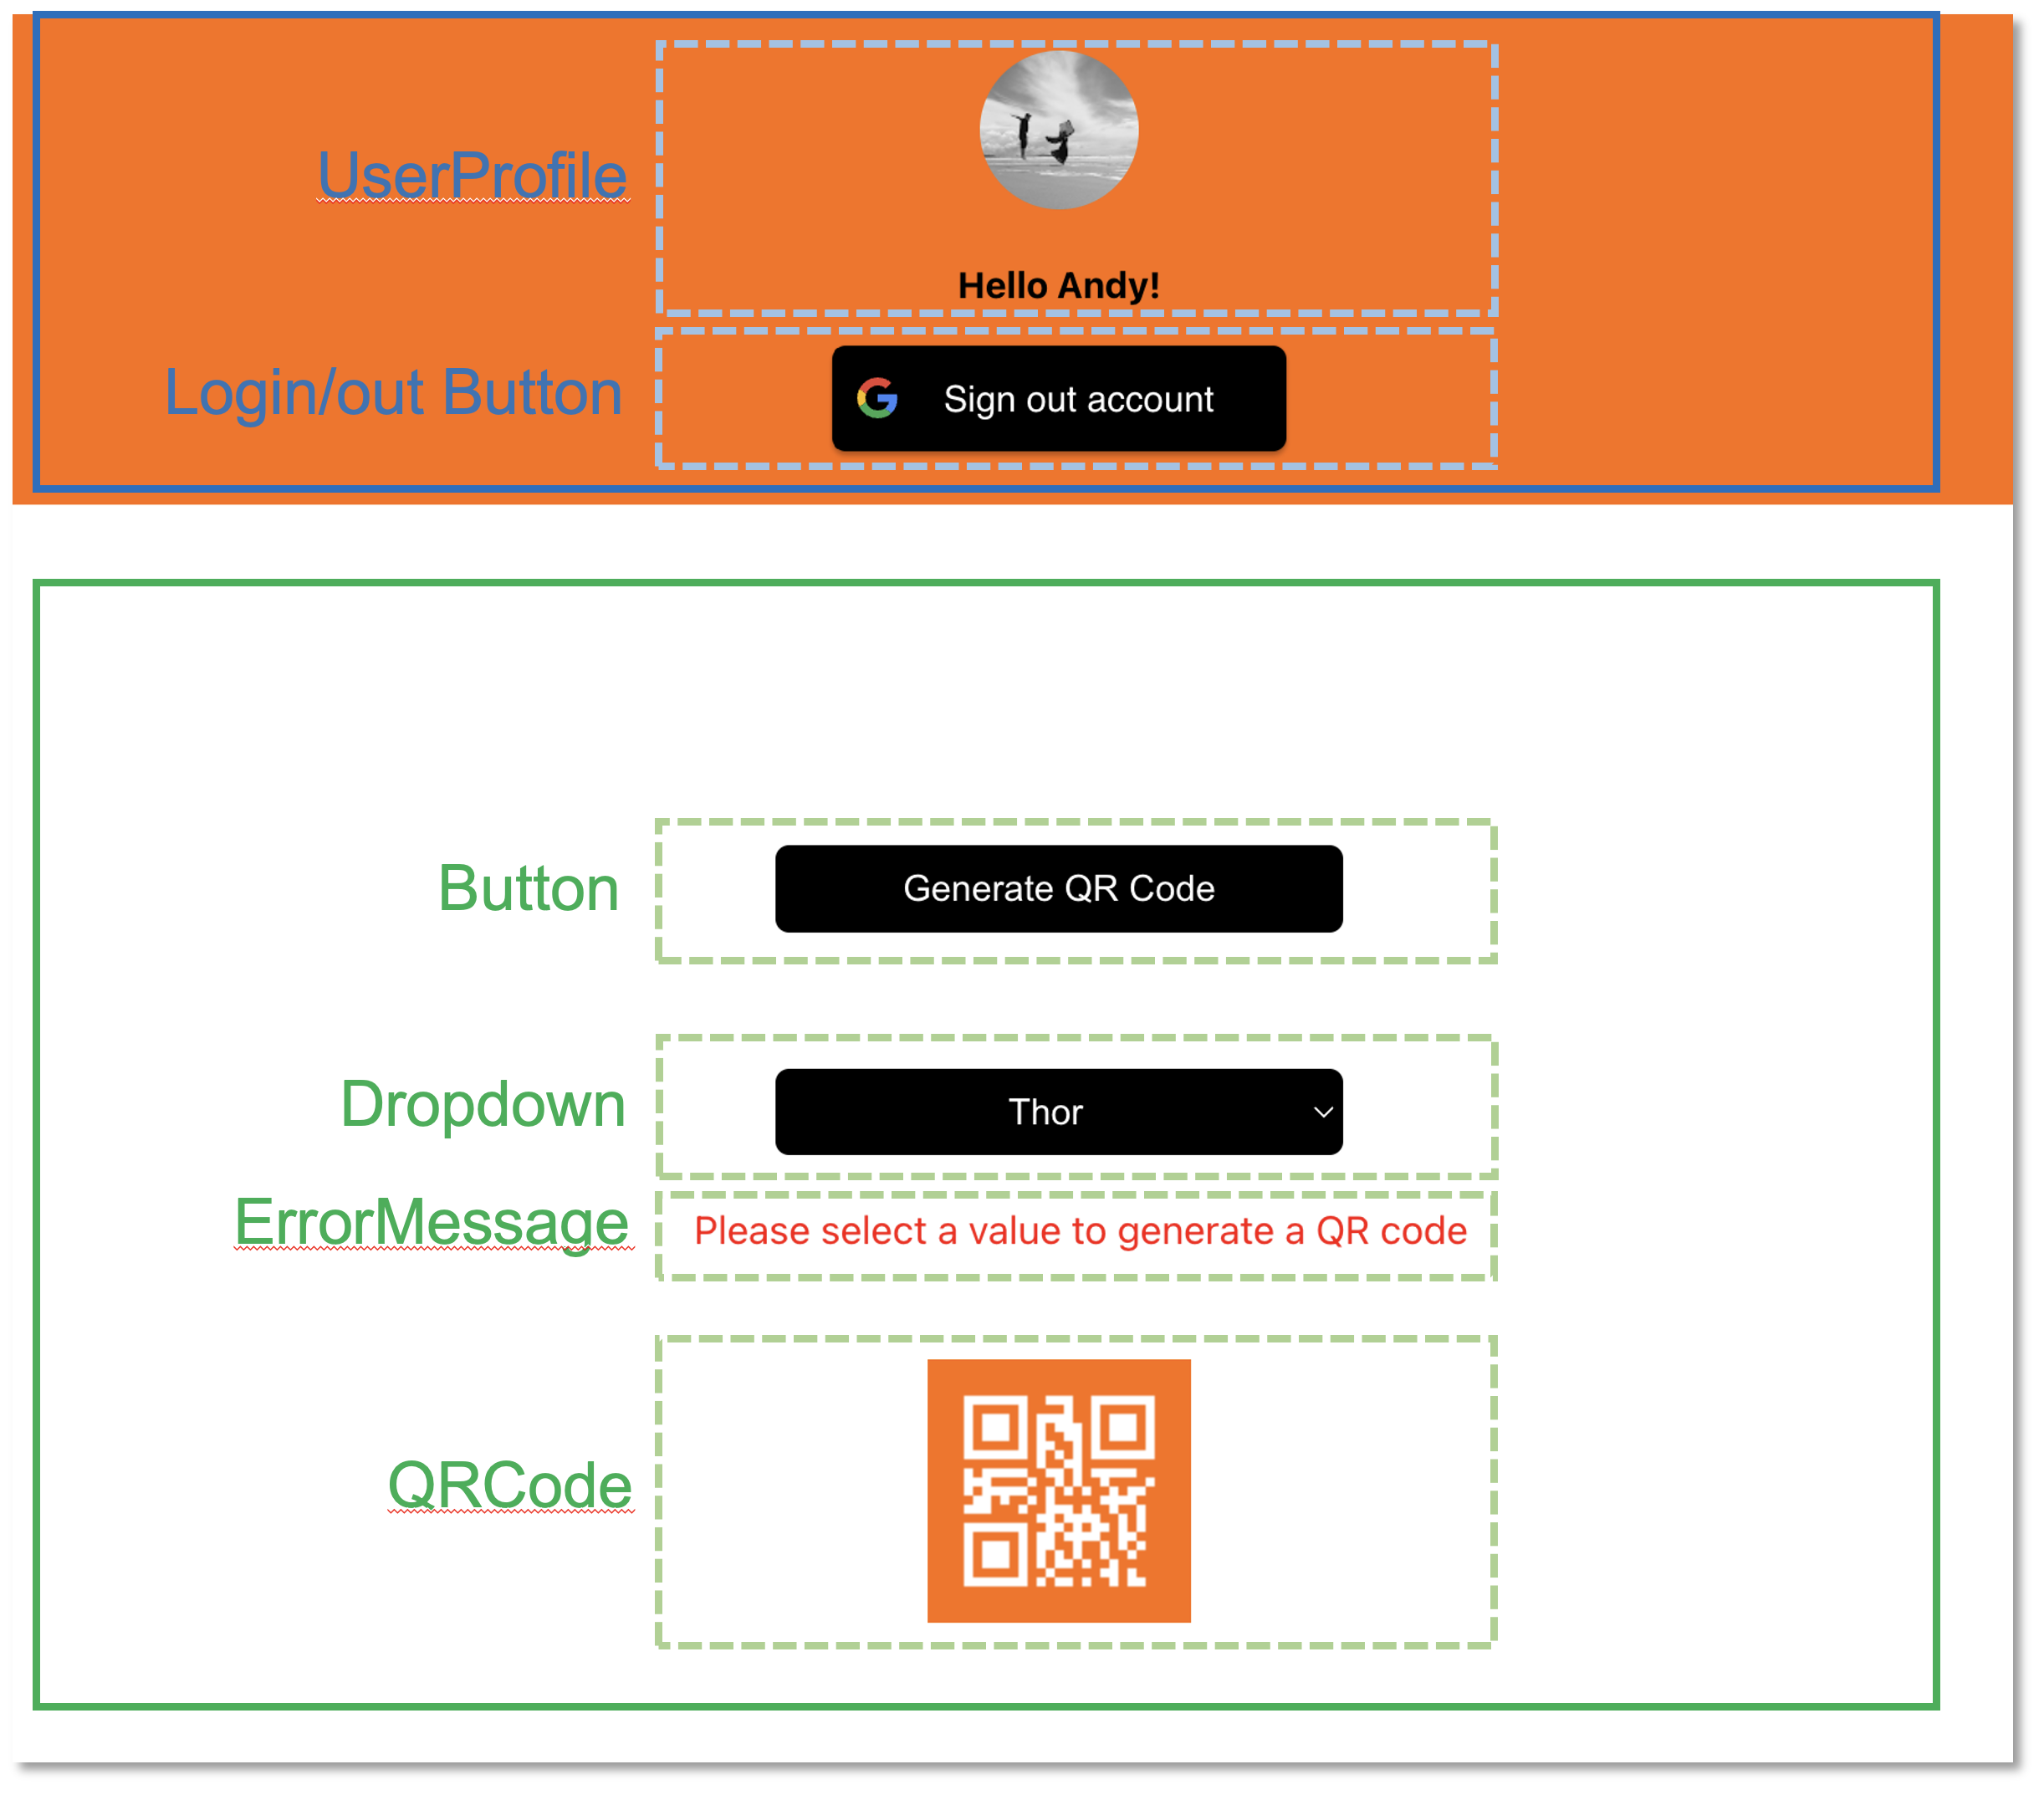 UserProfile
Hello Andy!
Login/out Button
Sign out account
Button
Generate QR Code
Dropdown
Thor
ErrorMessage
Please select a value to generate a QR code
QRCode